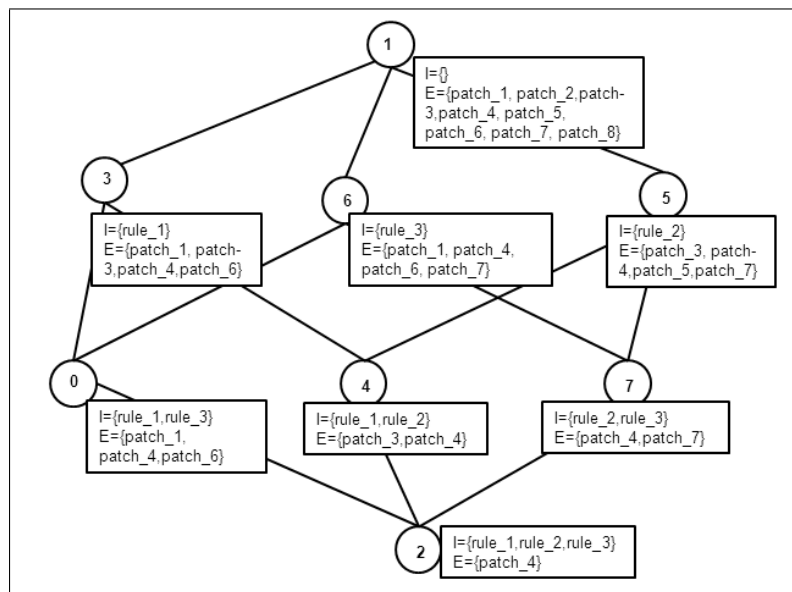 1
I={}
E={patch_1, patch_2,patch-
3,patch_4, patch_5,
patch_6, patch_7, patch_8}
3
6
5
I={rule_1}
E={patch_1, patch-
3,patch_4,patch_6}
I={rule_3}
E={patch_1, patch_4,
patch_6, patch_7}
I={rule_2}
E={patch_3, patch-
4,patch_5,patch_7}
0
4
7
I={rule_1,rule_3}
E={patch_1,
patch_4,patch_6}
I={rule_1,rule_2}
E={patch_3,patch_4}
I={rule_2,rule_3}
E={patch_4,patch_7}
2
I={rule_1,rule_2,rule_3}
E={patch_4}